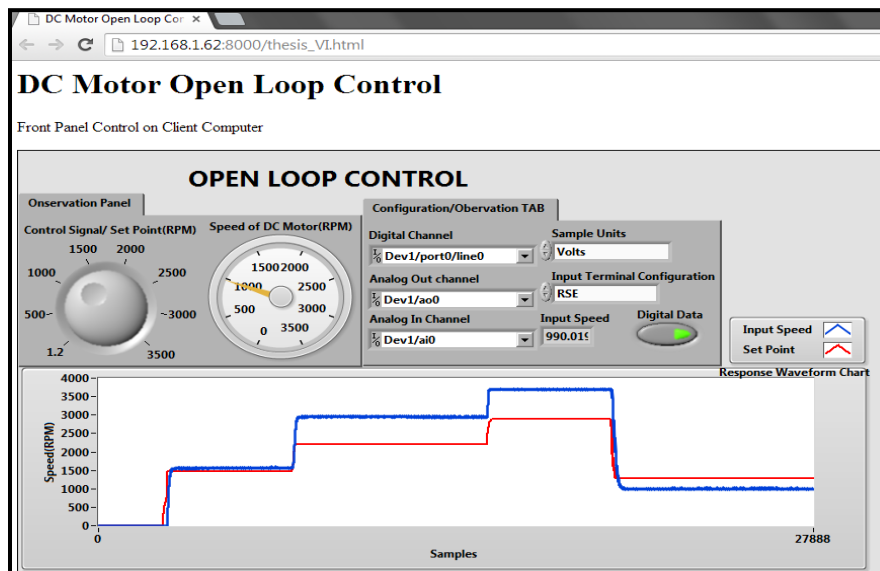 DC Motor Open Loop Cor ×
192.168.1.62:8000/thesis_VI.html
DC Motor Open Loop Control
Front Panel Control on Client Computer
OPEN LOOP CONTROL
Onservation Panel
Control Signal/ Set Point(RPM)
1500 2000
1000 2500
500 3000
1.2 3500
Speed of DC Motor(RPM)
1500 2000
1000 2500
500 3000
0 3500
Configuration/Obervation TAB
Digital Channel
Dev1/port0/line0
Analog Out channel
Dev1/ao0
Analog In Channel
Dev1/ai0
Sample Units
Volts
Input Terminal Configuration
RSE
Input Speed
990.019
Digital Data
Input Speed
Set Point
Response Waveform Chart
Speed(RPM)
4000
3500
3000
2500
2000
1500
1000
500
0
0 27888
Samples